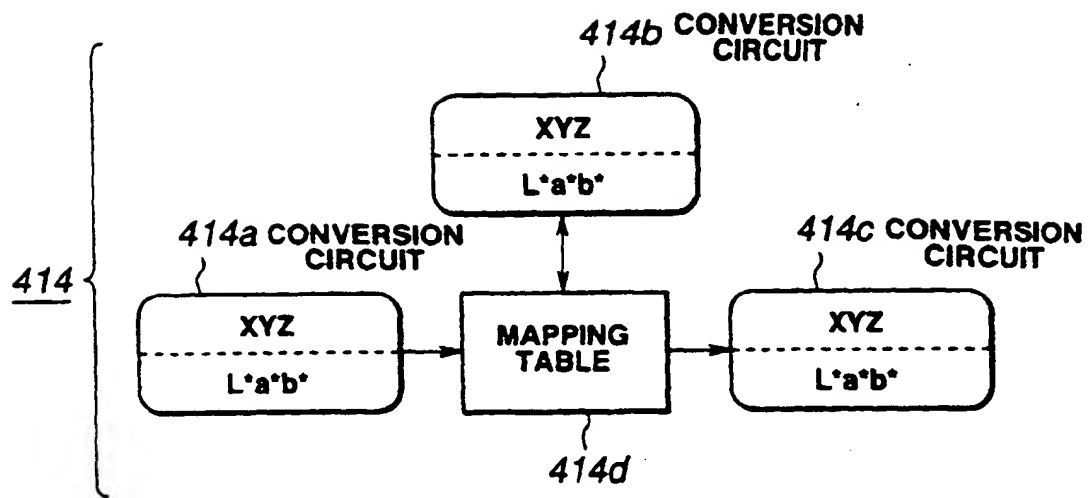 414b CONVERSION
CIRCUIT
XYZ
L*a*b*
414a CONVERSION
CIRCUIT
414c CONVERSION
CIRCUIT
414
XYZ
L*a*b*
MAPPING
TABLE
XYZ
L*a*b*
414d